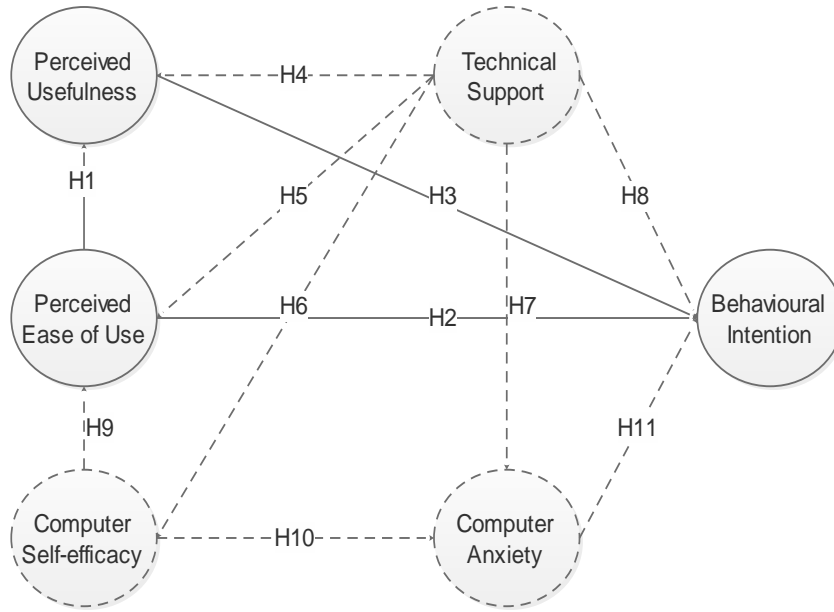 Perceived
Usefulness
H4
Technical
Support
H1
H5
H3
H8
Perceived
Ease of Use
H6
H2
H7
Behavioural
Intention
H9
H11
Computer
Self-efficacy
H10
Computer
Anxiety